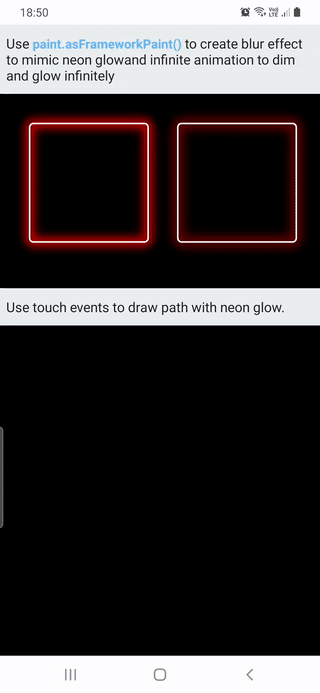 18:50
Use paint.asFrameworkPaint() to create blur effect
to mimic neon glowand infinite animation to dim
and glow infinitely
Use touch events to draw path with neon glow.